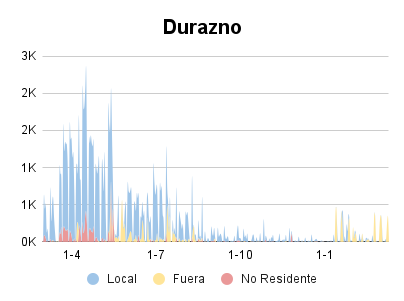 Durazno
3K
2K
2K
1K
1K
0K
1-4 1-7 1-10 1-1
Local Fuera No Residente